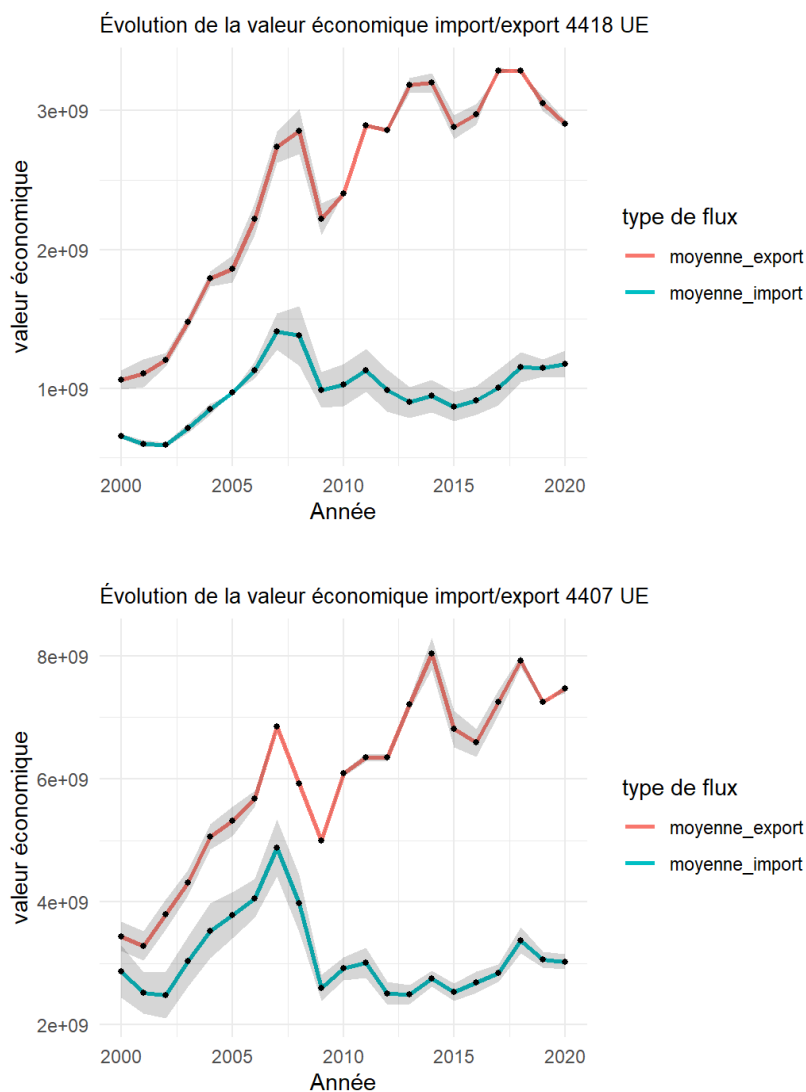 Évolution de la valeur économique import/export 4418 UE
3e+09
2e+09
1e+09
valeur économique
2000 2005 2010 2015 2020
Année
type de flux
moyenne_export
moyenne_import
Évolution de la valeur économique import/export 4407 UE
8e+09
6e+09
4e+09
2e+09
valeur économique
2000 2005 2010 2015 2020
Année
type de flux
moyenne_export
moyenne_import